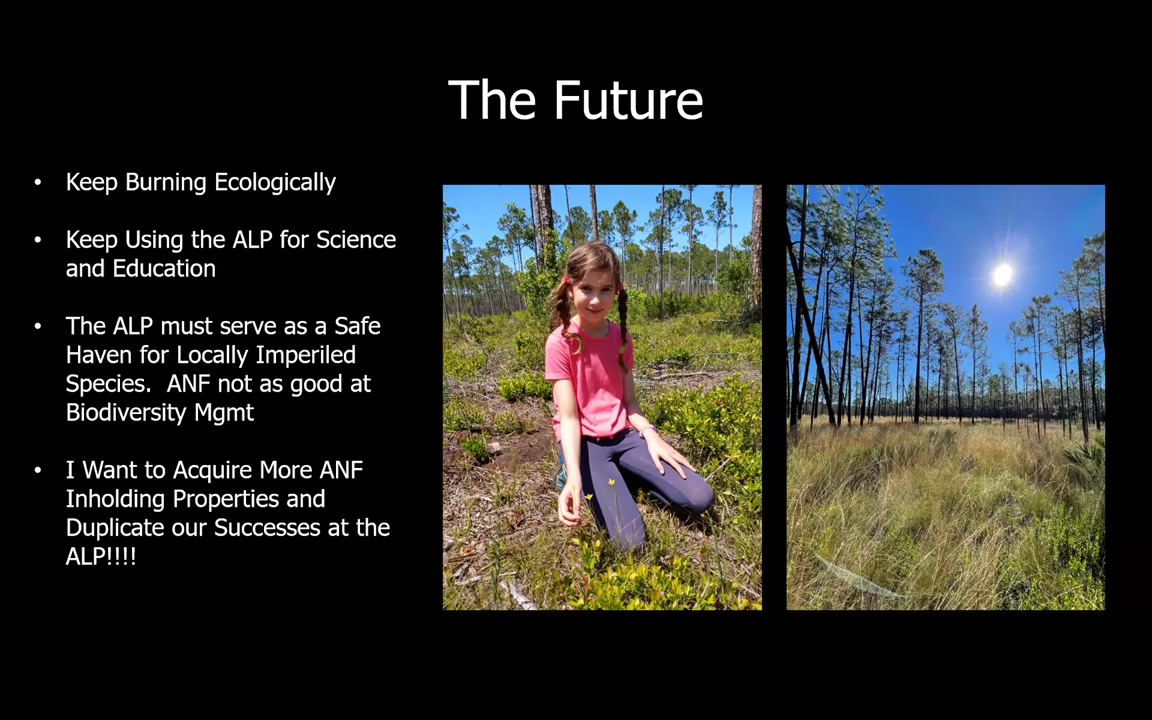 The Future
• Keep Burning Ecologically
• Keep Using the ALP for Science
and Education
• The ALP must serve as a Safe
Haven for Locally Imperiled
Species.  ANF not as good at
Biodiversity Mgmt
• I Want to Acquire More ANF
Inholding Properties and
Duplicate our Successes at the
ALP!!!!